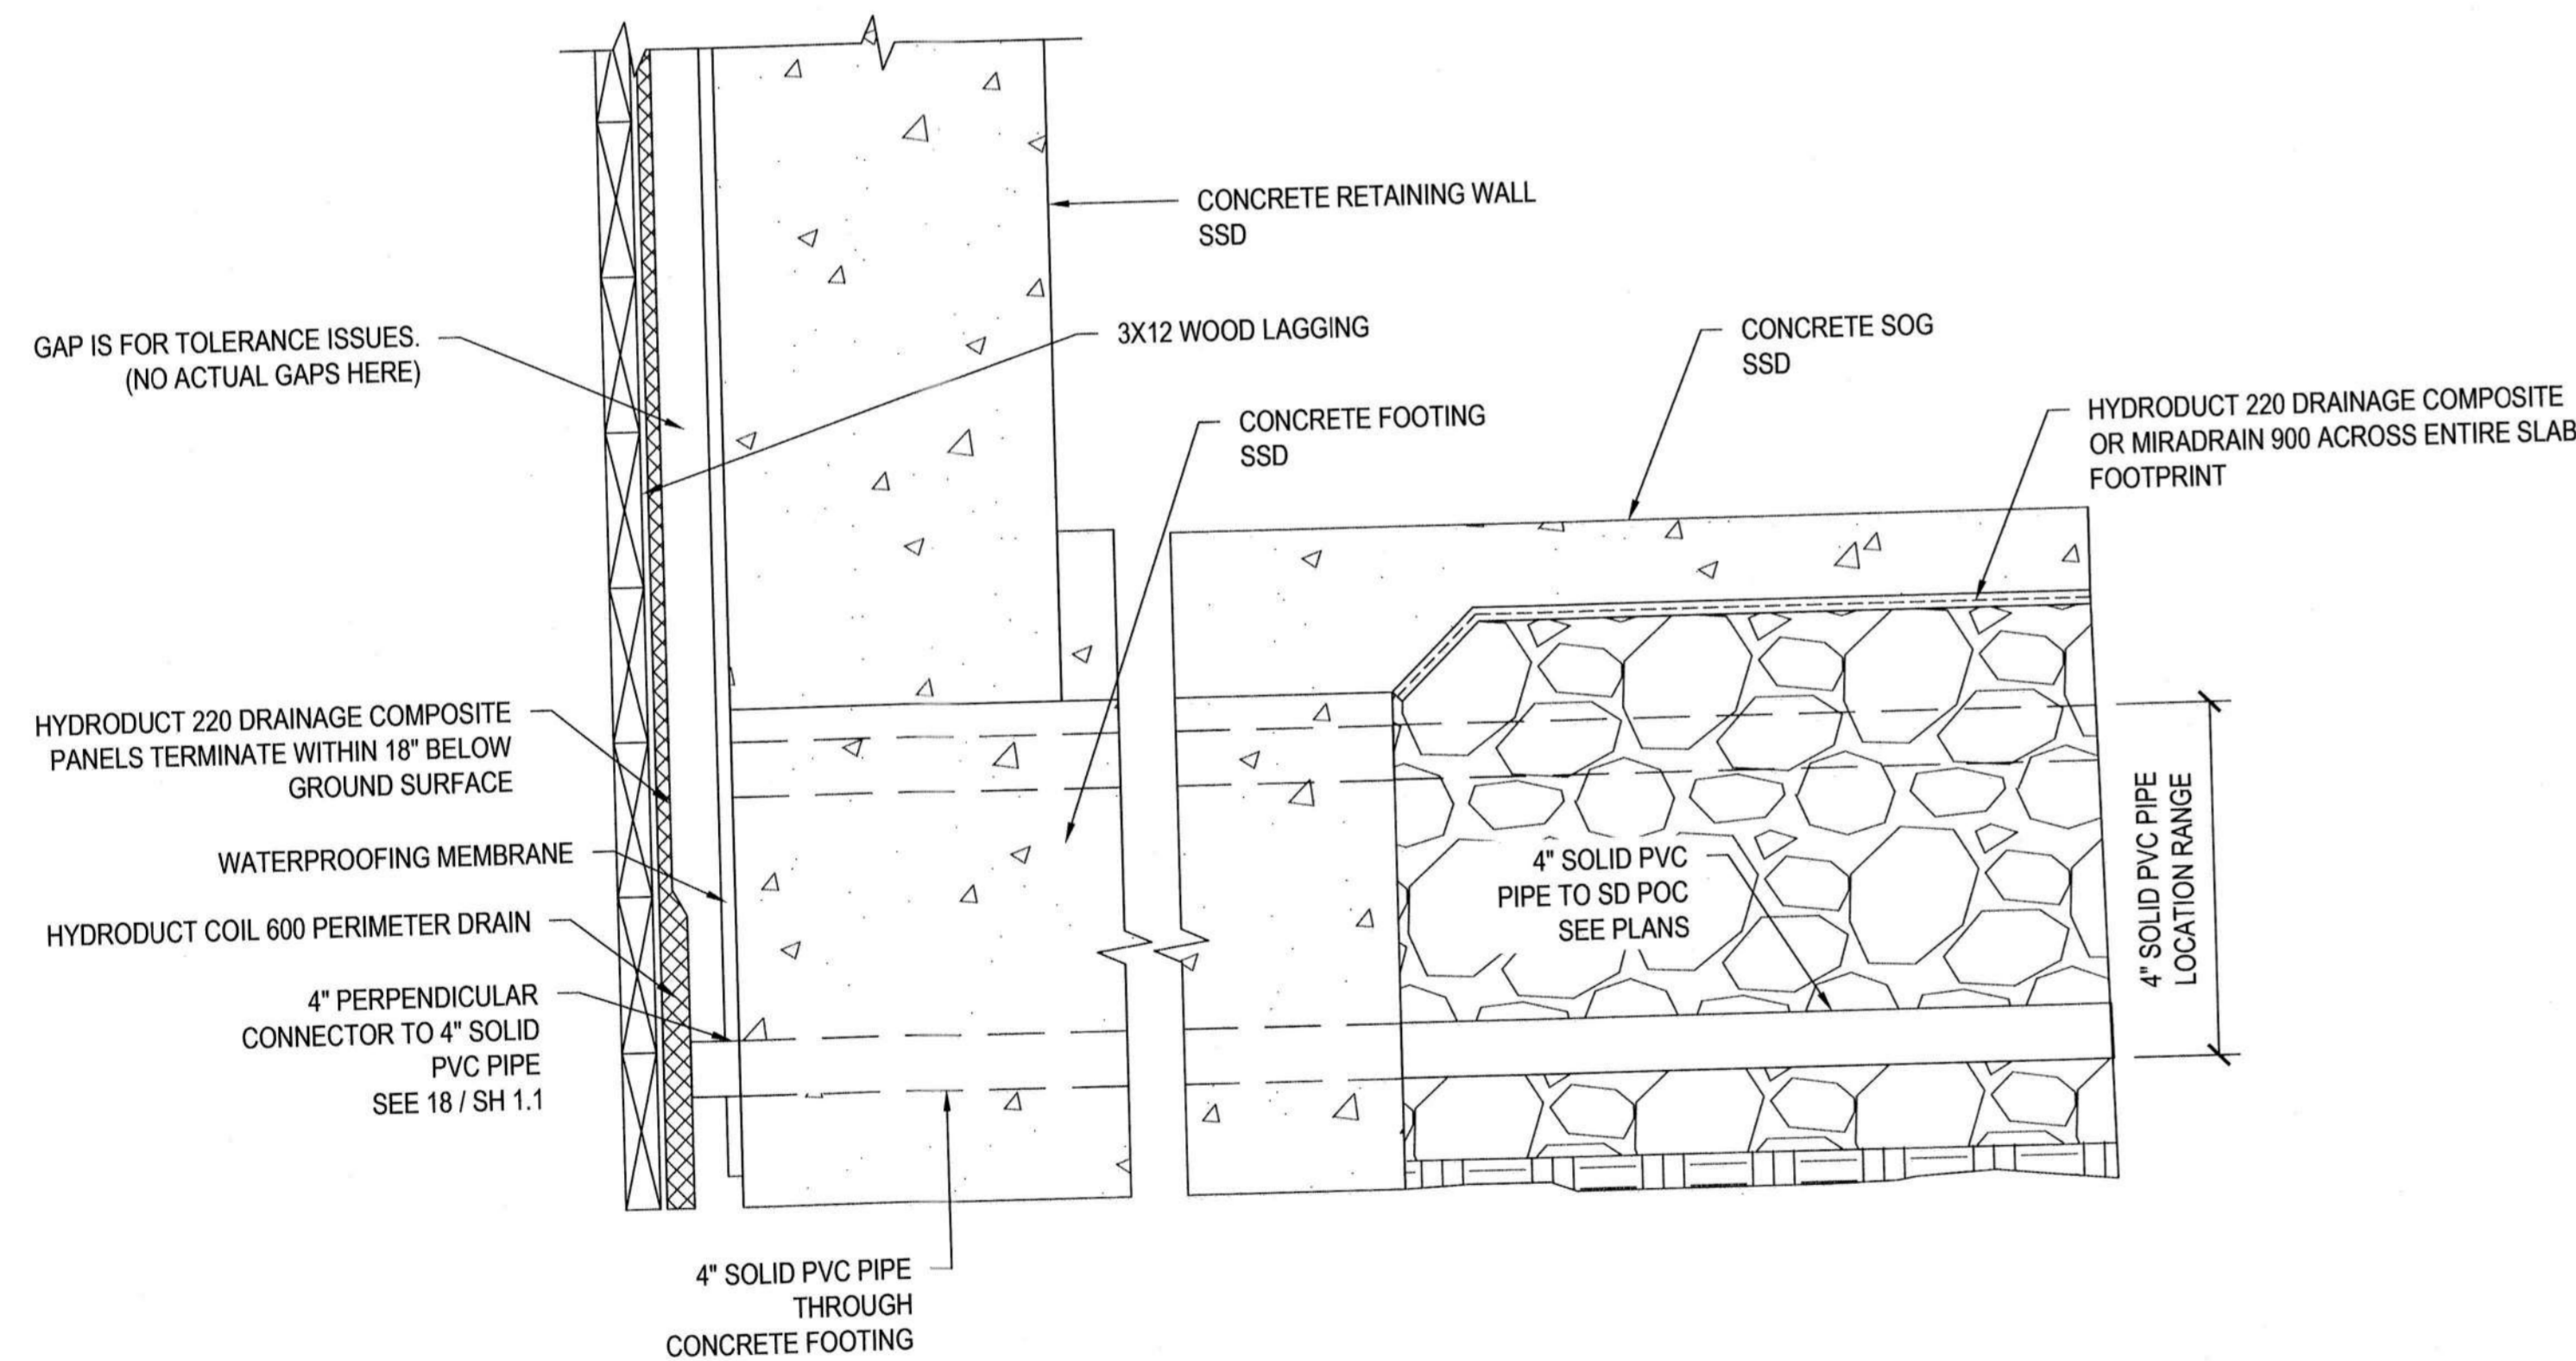 CONCRETE RETAINING WALL
SSD
GAP IS FOR TOLERANCE ISSUES.
(NO ACTUAL GAPS HERE)
3X12 WOOD LAGGING
CONCRETE SOG
SSD
CONCRETE FOOTING
SSD
HYDRODUCT 220 DRAINAGE COMPOSITE
OR MIRADRAIN 900 ACROSS ENTIRE SLAB
FOOTPRINT
HYDRODUCT 220 DRAINAGE COMPOSITE
PANELS TERMINATE WITHIN 18" BELOW
GROUND SURFACE
WATERPROOFING MEMBRANE
HYDRODUCT COIL 600 PERIMETER DRAIN
4" PERPENDICULAR
CONNECTOR TO 4" SOLID
PVC PIPE
SEE 18 / SH 1.1
4" SOLID PVC
PIPE TO SD POC
SEE PLANS
4" SOLID PVC PIPE
LOCATION RANGE
4" SOLID PVC PIPE
THROUGH
CONCRETE FOOTING